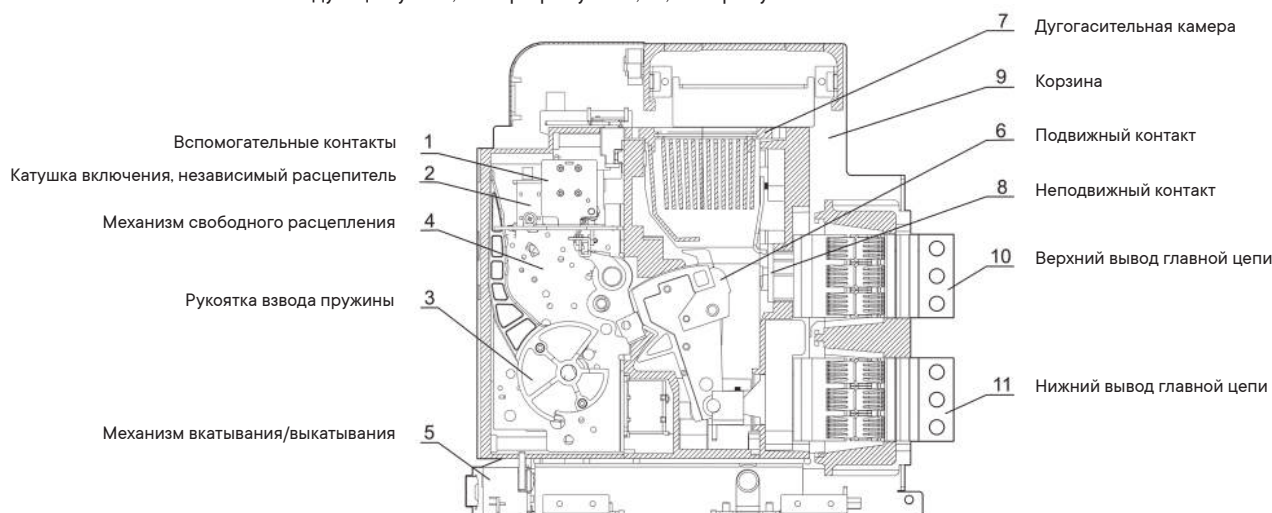 7 Дугогасительная камера
9 Корзина
Вспомогательные контакты 1
6 Подвижный контакт
Катушка включения, независимый расцепитель 2
8 Неподвижный контакт
Механизм свободного расцепления 4
10 Верхний вывод главной цепи
Рукоятка взвода пружины 3
11 Нижний вывод главной цепи
Механизм вкатывания/выкатывания 5